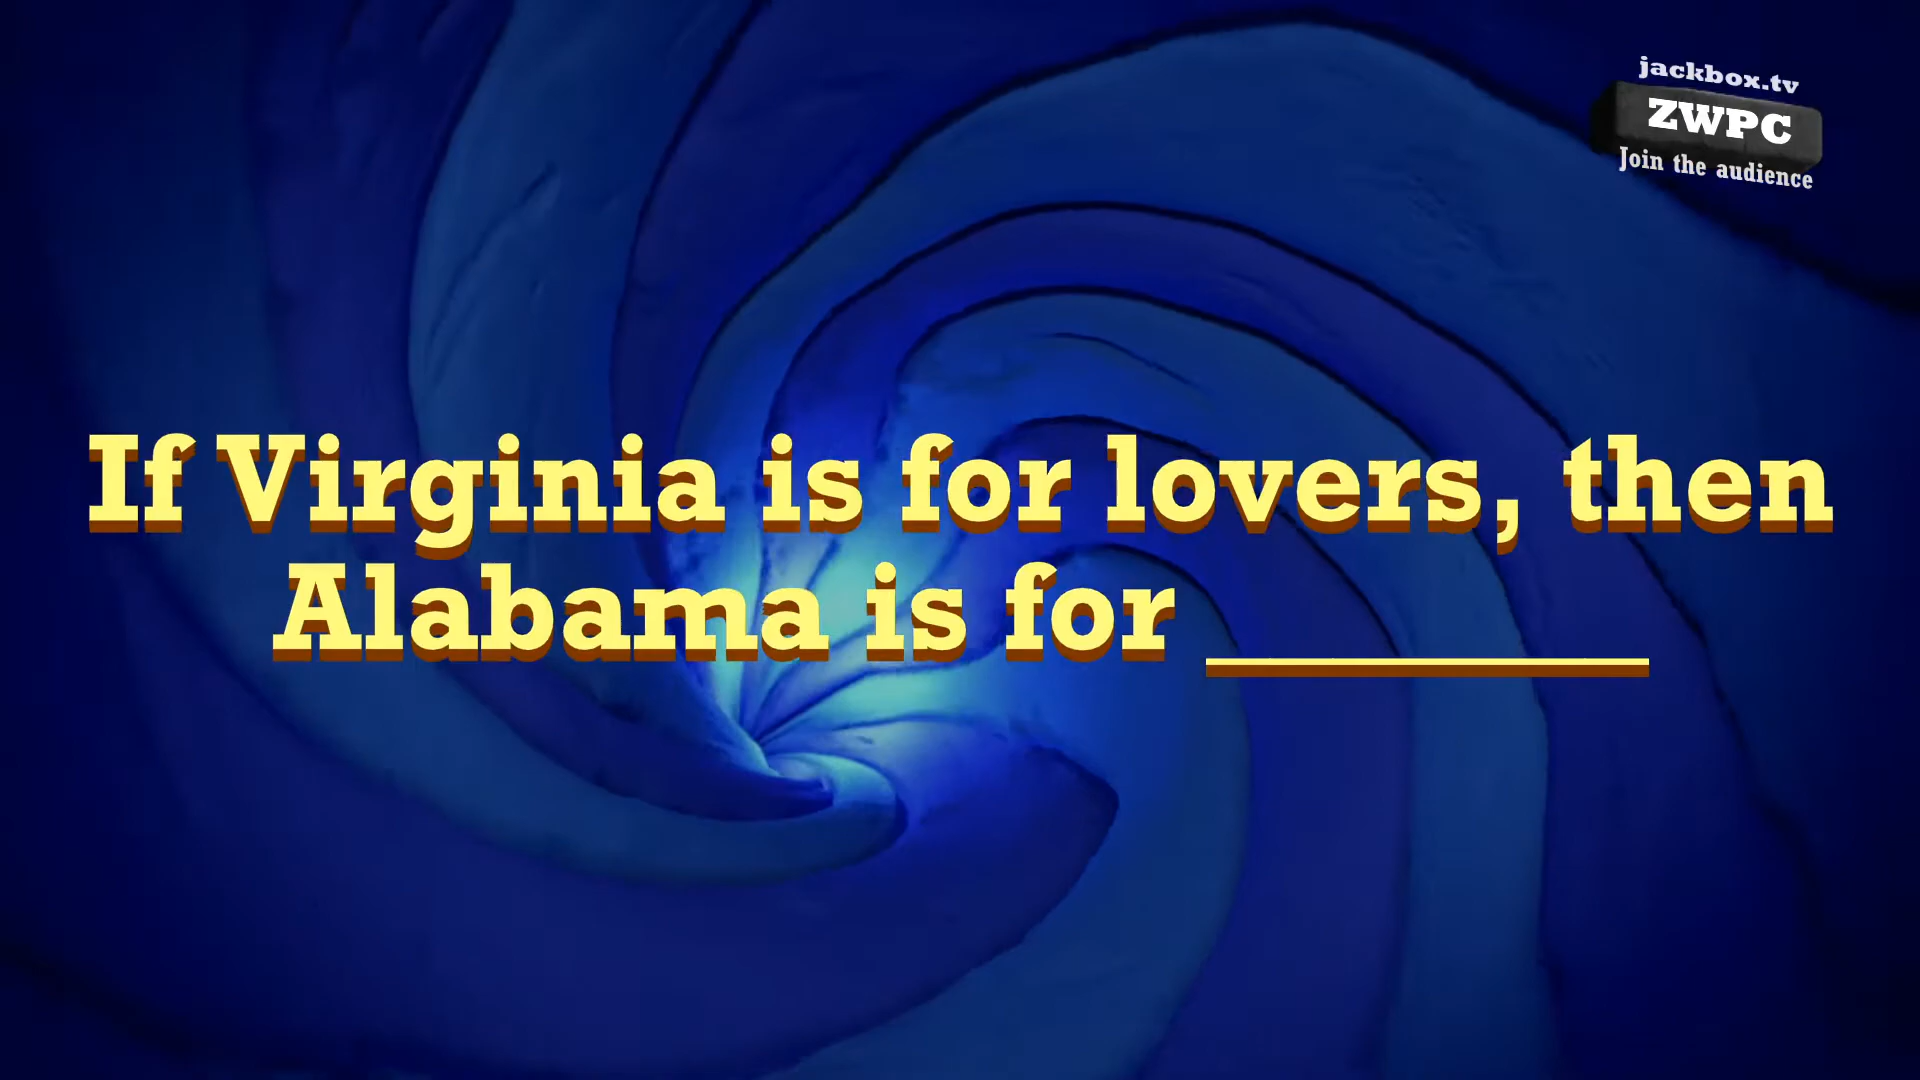 jackbox.tv
ZWPC
Join the audience
If Virginia is for lovers, then
Alabama is for ________